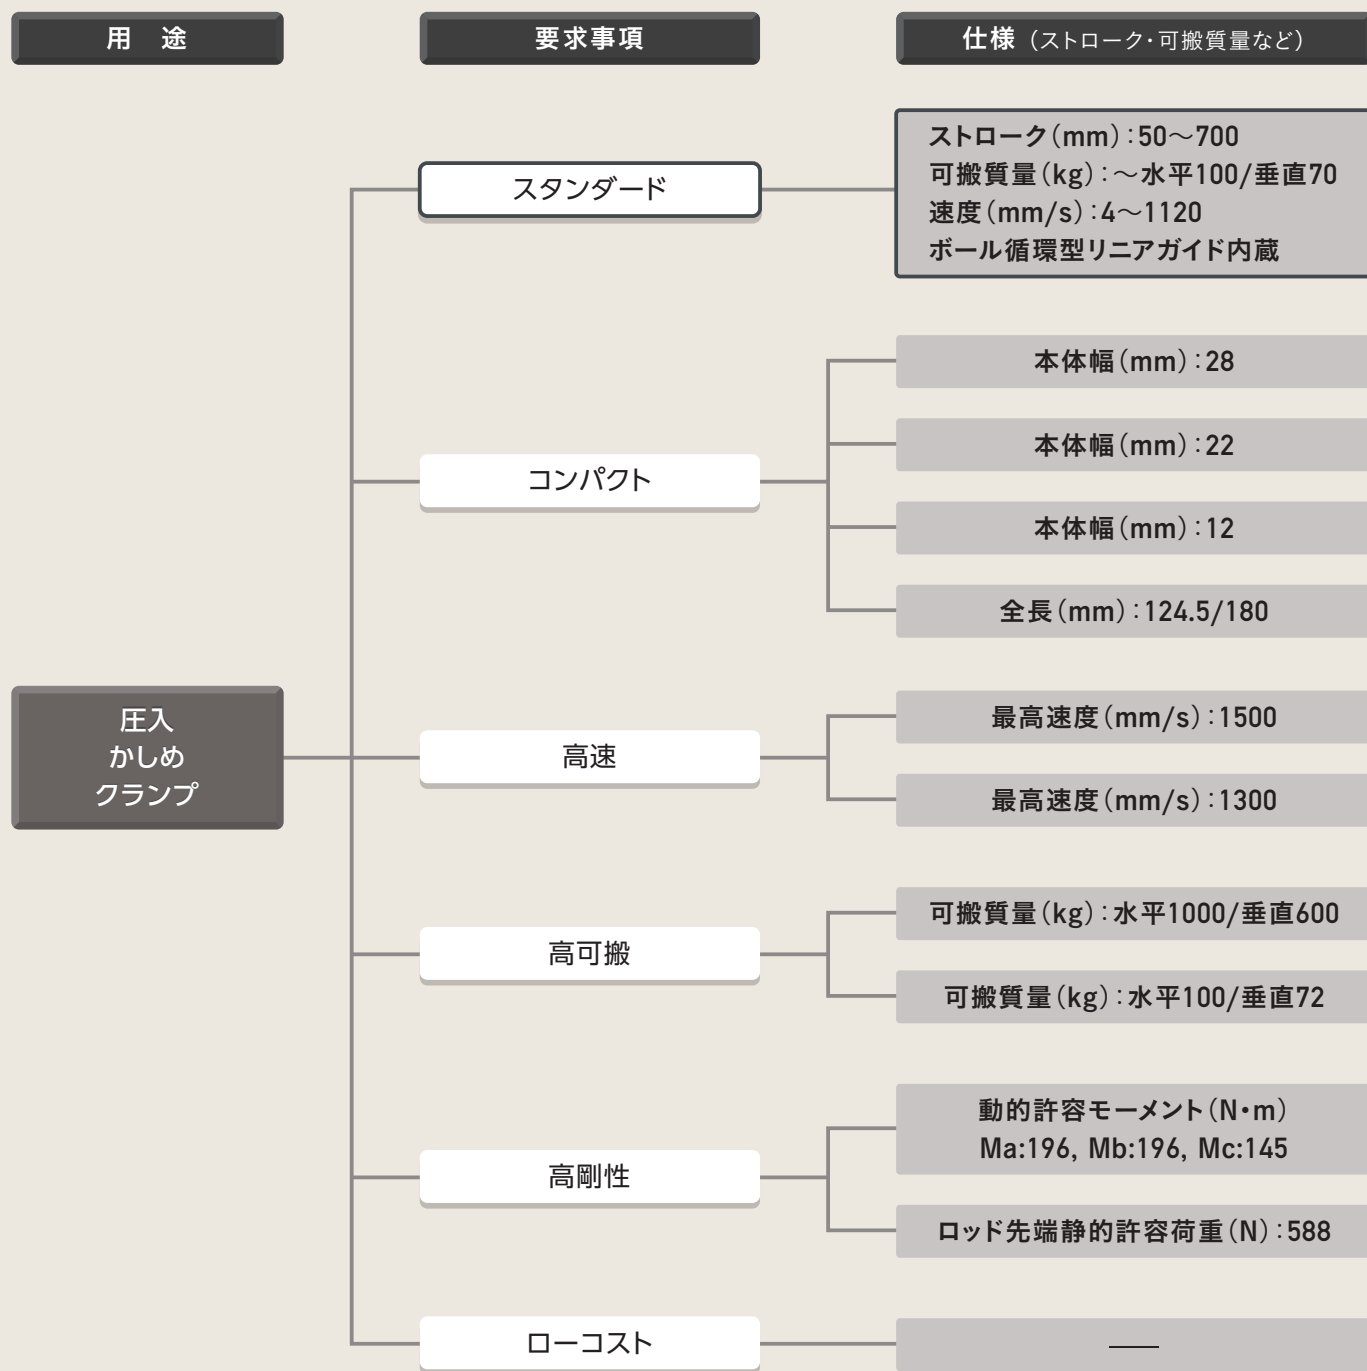 用　途
要求事項
仕様（ストローク・可搬質量など）
スタンダード
ストローク（mm）：50～700
可搬質量（kg）：～水平100/垂直70
速度（mm/s）：4～1120
ボール循環型リニアガイド内蔵
コンパクト
本体幅（mm）：28
本体幅（mm）：22
本体幅（mm）：12
全長（mm）：124.5/180
圧入
かしめ
クランプ
高速
最高速度（mm/s）：1500
最高速度（mm/s）：1300
高可搬
可搬質量（kg）：水平1000/垂直600
可搬質量（kg）：水平100/垂直72
高剛性
動的許容モーメント（N・m）
Ma:196, Mb:196, Mc:145
ロッド先端静的許容荷重（N）：588
ローコスト
——